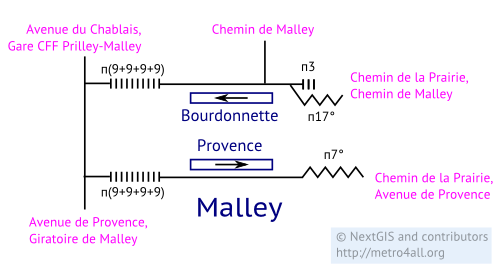 Avenue du Chablais,
Gare CFF Prilley-Malley
Chemin de Malley
п(9+9+9+9)
п3
Chemin de la Prairie,
Chemin de Malley
п17°
Bourdonnette
Provence
п7°
Chemin de la Prairie,
Avenue de Provence
п(9+9+9+9)
Malley
Avenue de Provence,
Giratoire de Malley
© NextGIS and contributors
http://metro4all.org